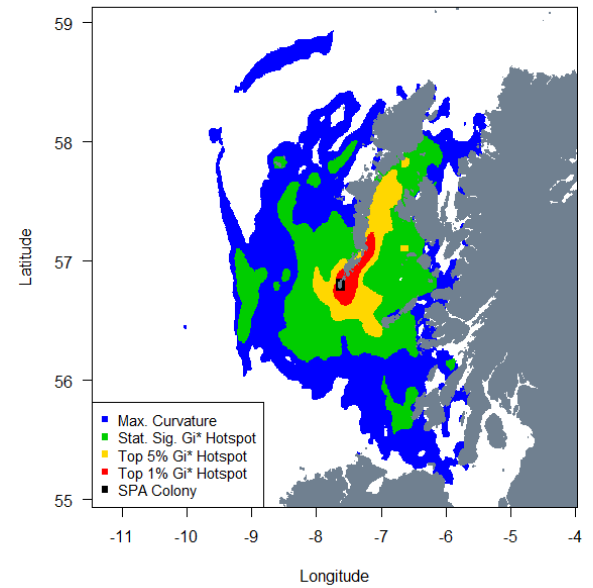 59
58
57
56
55
Latitude
Max. Curvature
Stat. Sig. Gi* Hotspot
Top 5% Gi* Hotspot
Top 1% Gi* Hotspot
SPA Colony
-11 -10 -9 -8 -7 -6 -5 -4
Longitude